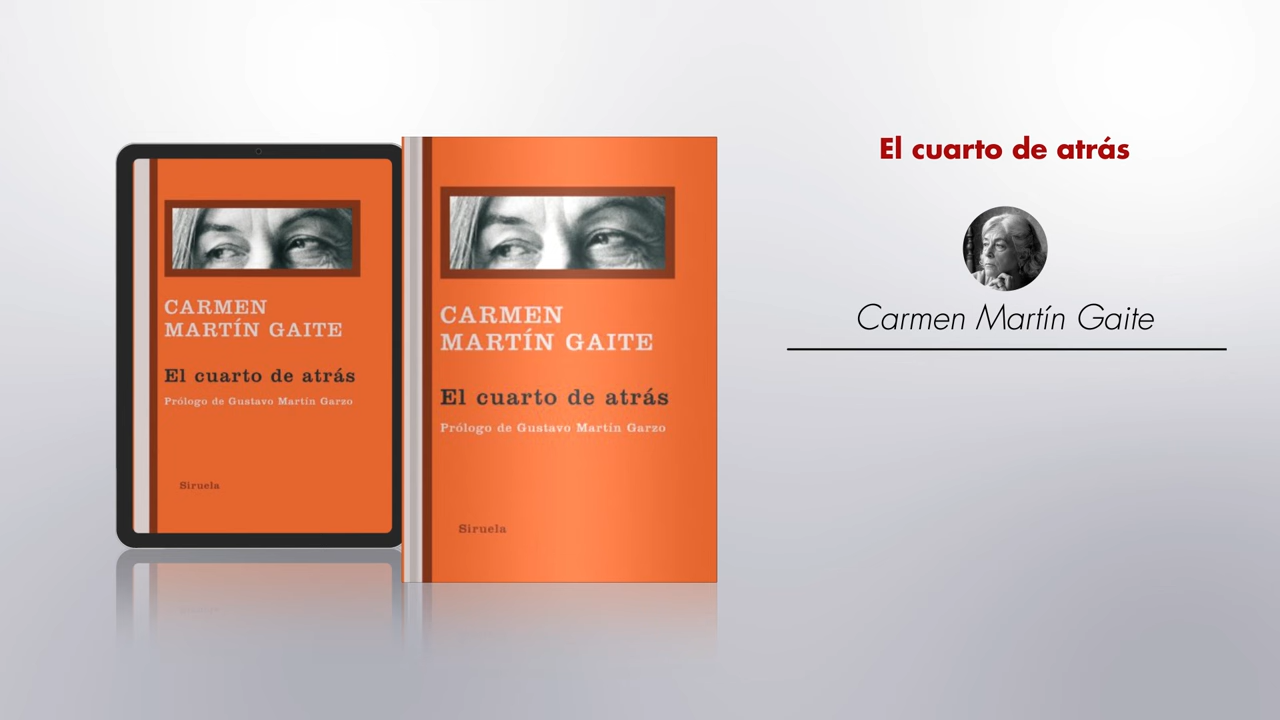 CARMEN
MARTÍN GAITE
El cuarto de atrás
Prólogo de Gustavo Martín Garzo
Siruela
CARMEN
MARTÍN GAITE
El cuarto de atrás
Prólogo de Gustavo Martín Garzo
Siruela
El cuarto de atrás
Carmen Martín Gaite